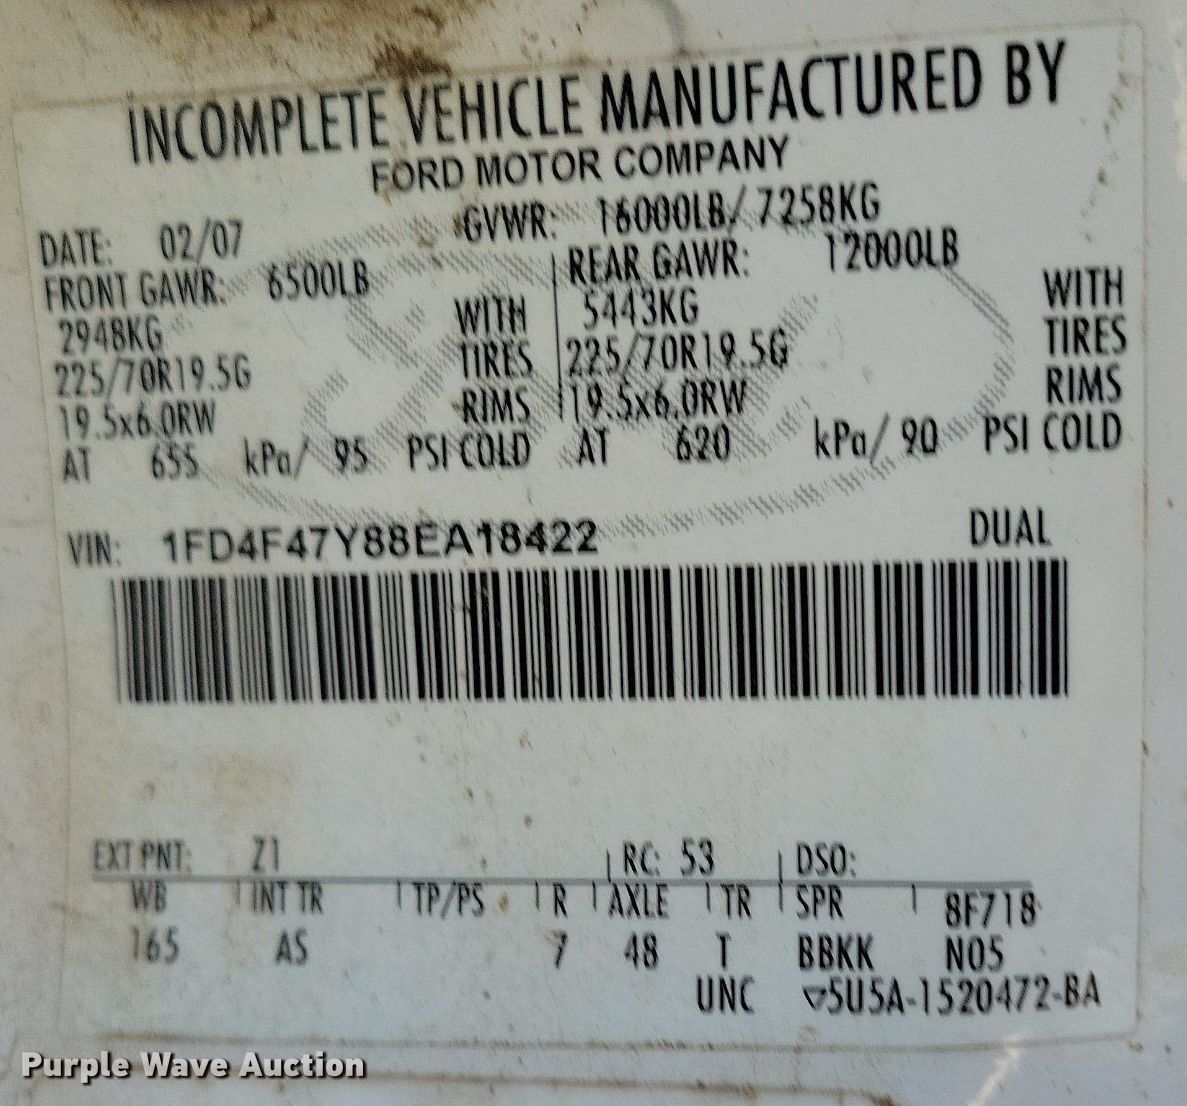 INCOMPLETE VEHICLE MANUFACTURED BY
FORD MOTOR COMPANY
DATE: 02/07 GVWR: 16000LB/ 7258KG
FRONT GAWR: 6500LB REAR GAWR: 12000LB
2948KG WITH 5443KG WITH
225/70R19.5G TIRES 225/70R19.5G TIRES
19.5x6.0RW RIMS 19.5x6.0RW RIMS
AT 655 kPa/ 95 PSI COLD AT 620 kPa/ 90 PSI COLD
VIN: 1FD4F47Y88EA18422 DUAL
EXT PNT: Z1 RC: 53 DSO:
WB INT TR TP/PS R AXLE TR SPR 8F718
165 AS 7 48 T BBKK N05
UNC ▽5U5A-1520472-BA
Purple Wave Auction